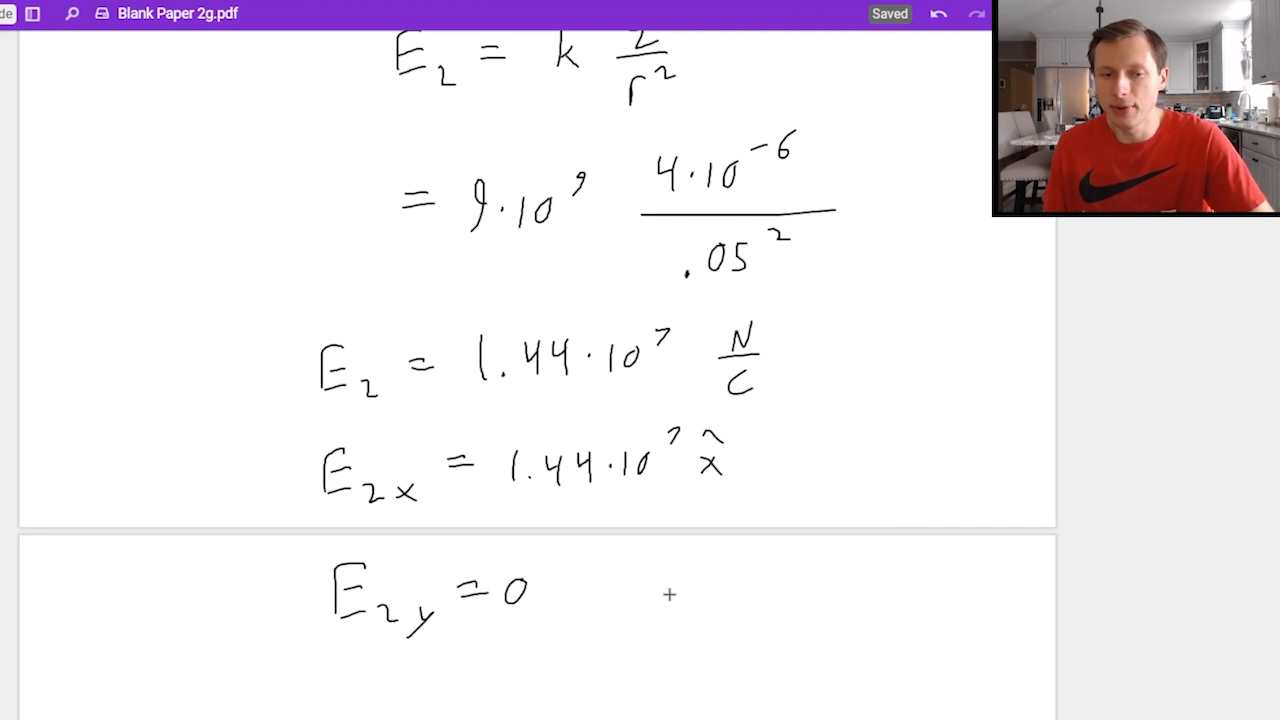 de Blank Paper 2g.pdf Saved
E₂ = k / r²
= 9·10⁹ 4·10⁻⁶ / .05²
E₂ = 1.44·10⁷ N/C
E₂ₓ = 1.44·10⁷ x̂
E₂y = 0